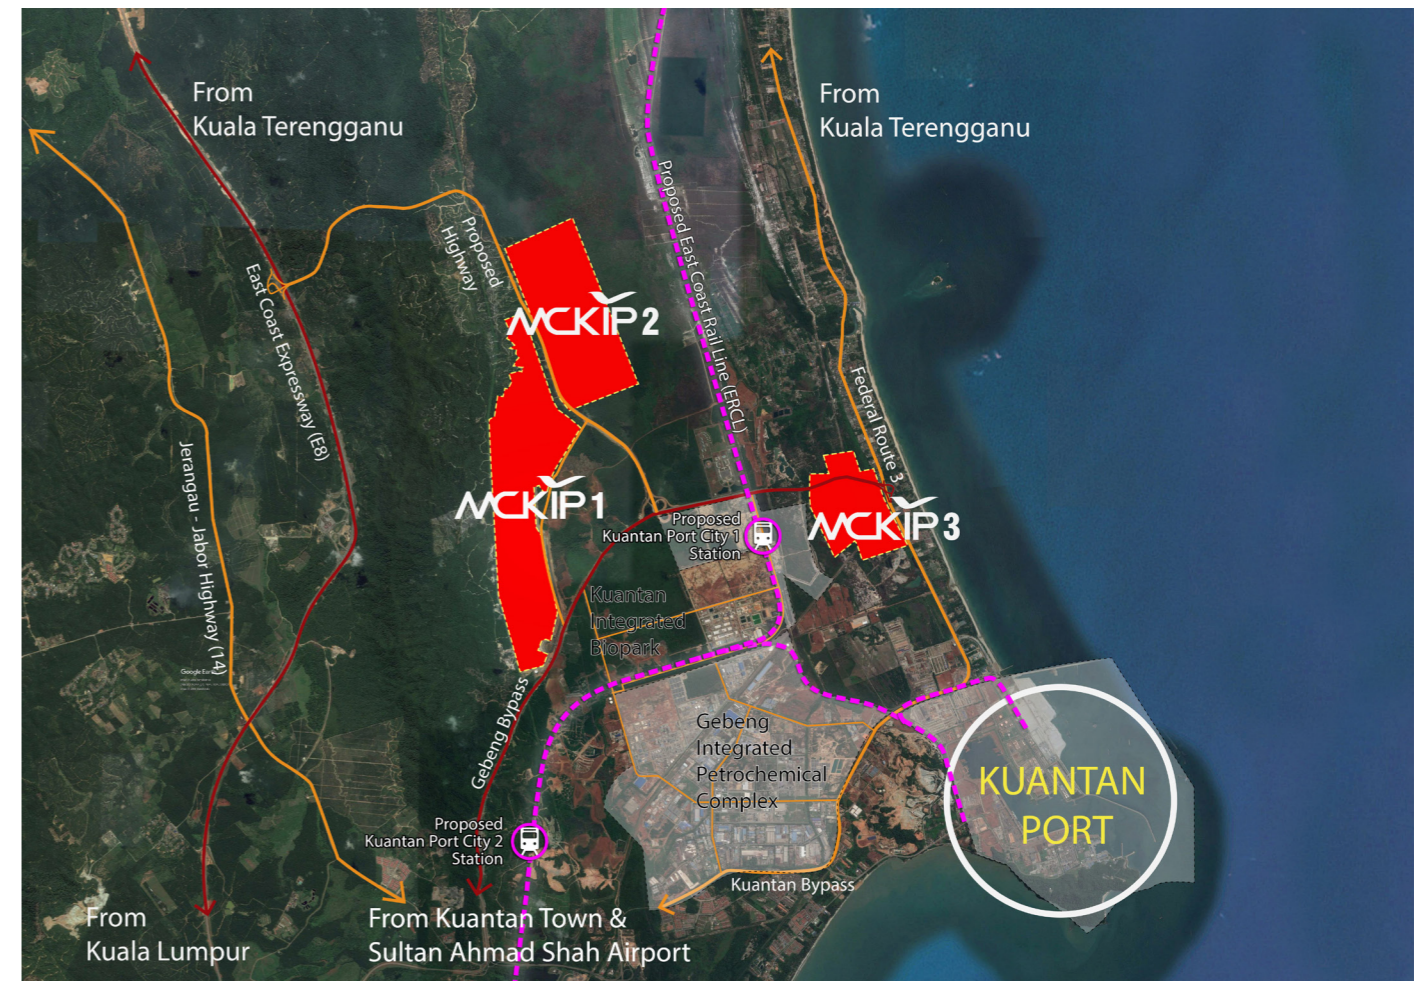 From
Kuala Terengganu
From
Kuala Terengganu
Proposed
Highway
Proposed East Coast Rail Line (ERCL)
East Coast Expressway (E8)
MCKIP 2
Federal Route 3
Jerangau - Jabor Highway (14)
MCKIP 1
MCKIP 3
Proposed
Kuantan Port City 1
Station
Kuantan
Integrated
Biopark
Google Earth
Gebeng Bypass
Gebeng
Integrated
Petrochemical
Complex
KUANTAN
PORT
Proposed
Kuantan Port City 2
Station
Kuantan Bypass
From
Kuala Lumpur
From Kuantan Town &
Sultan Ahmad Shah Airport